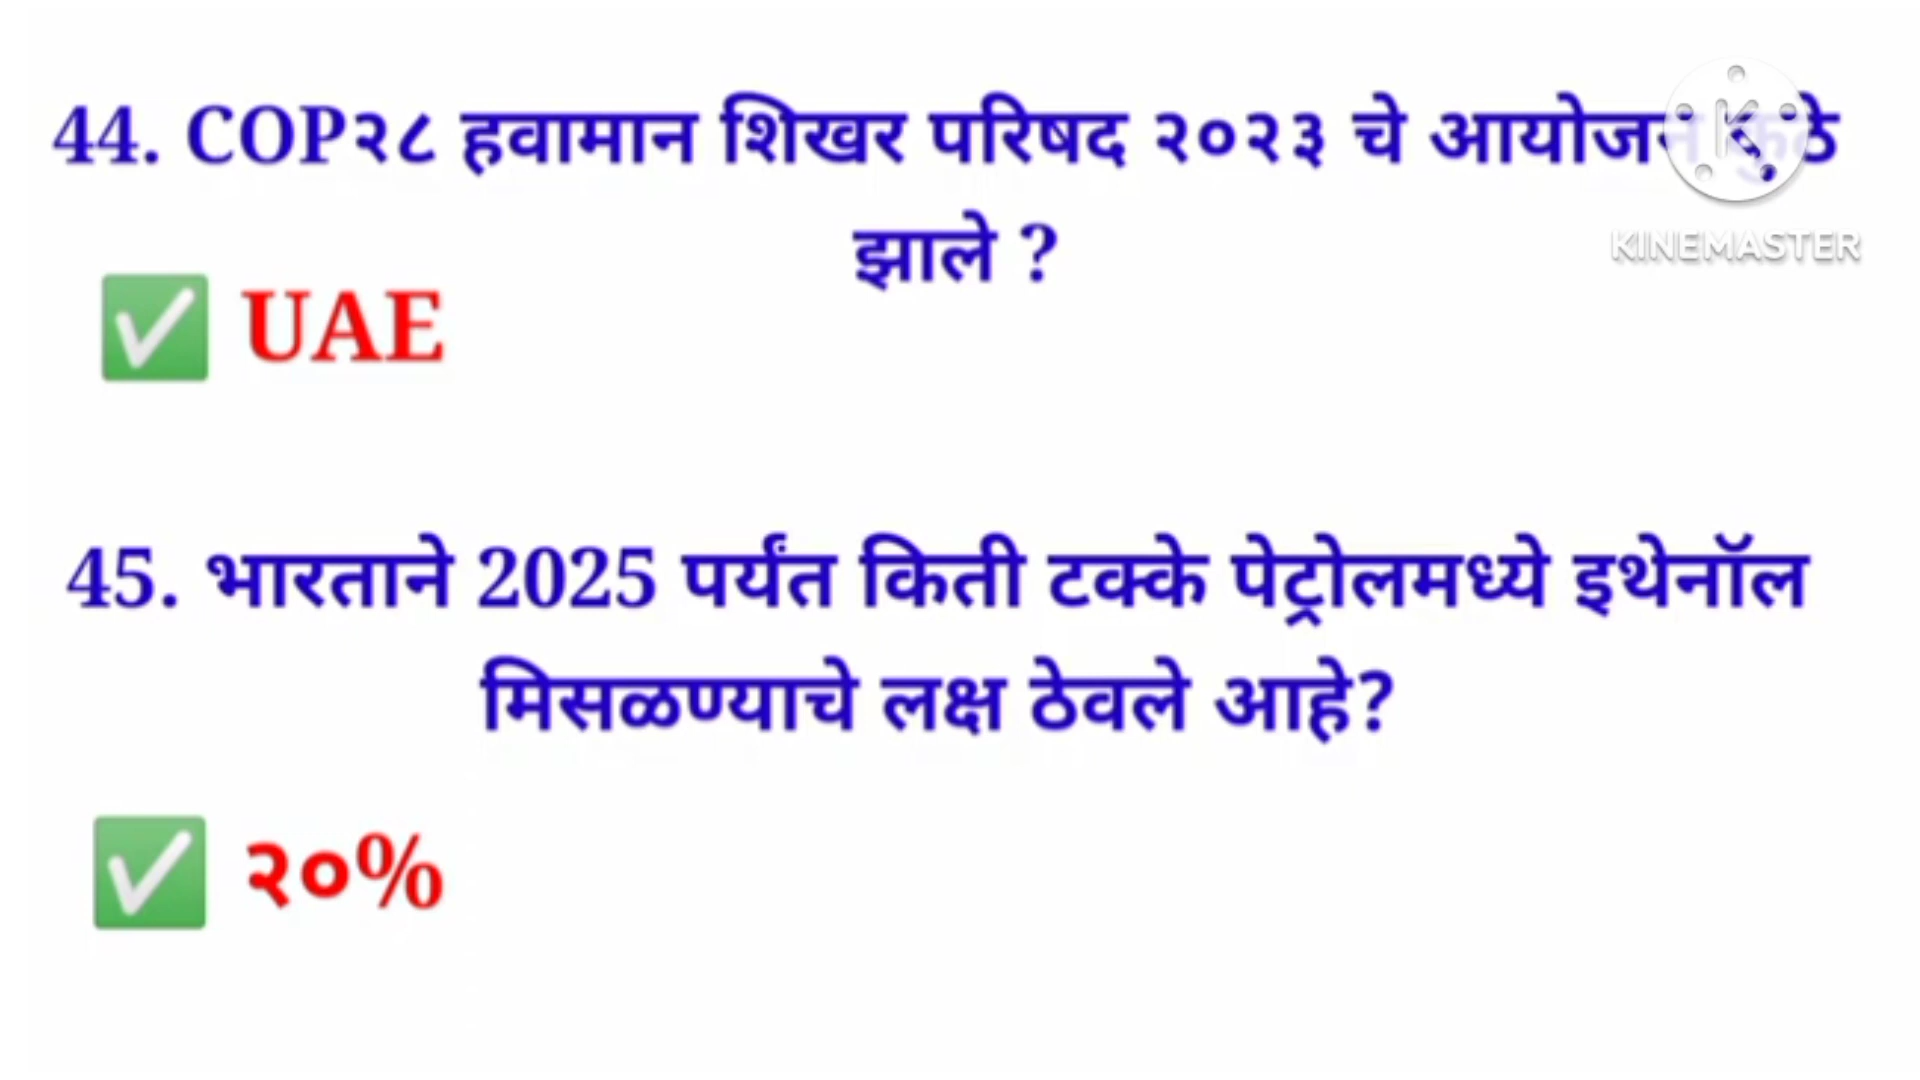 44. COP२८ हवामान शिखर परिषद २०२३ चे आयोजन कुठे
झाले ?
✅ UAE
KINEMASTER
45. भारताने 2025 पर्यंत किती टक्के पेट्रोलमध्ये इथेनॉल
मिसळण्याचे लक्ष ठेवले आहे?
✅ २०%